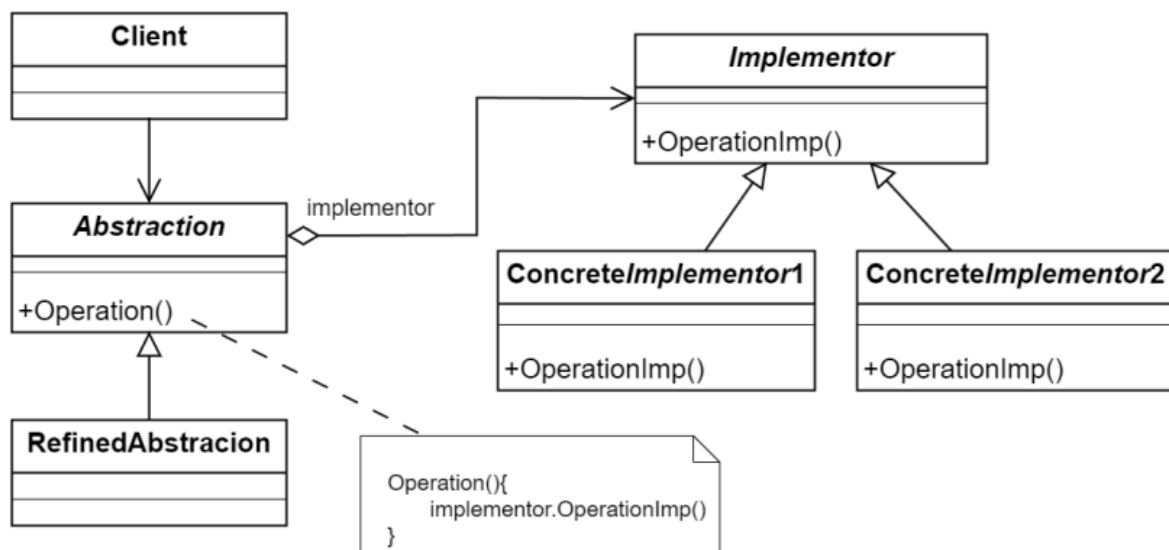 Client
Implementor
+OperationImp()
implementor
Abstraction
+Operation()
ConcreteImplementor1
+OperationImp()
ConcreteImplementor2
+OperationImp()
RefinedAbstracion
Operation(){
implementor.OperationImp()
}